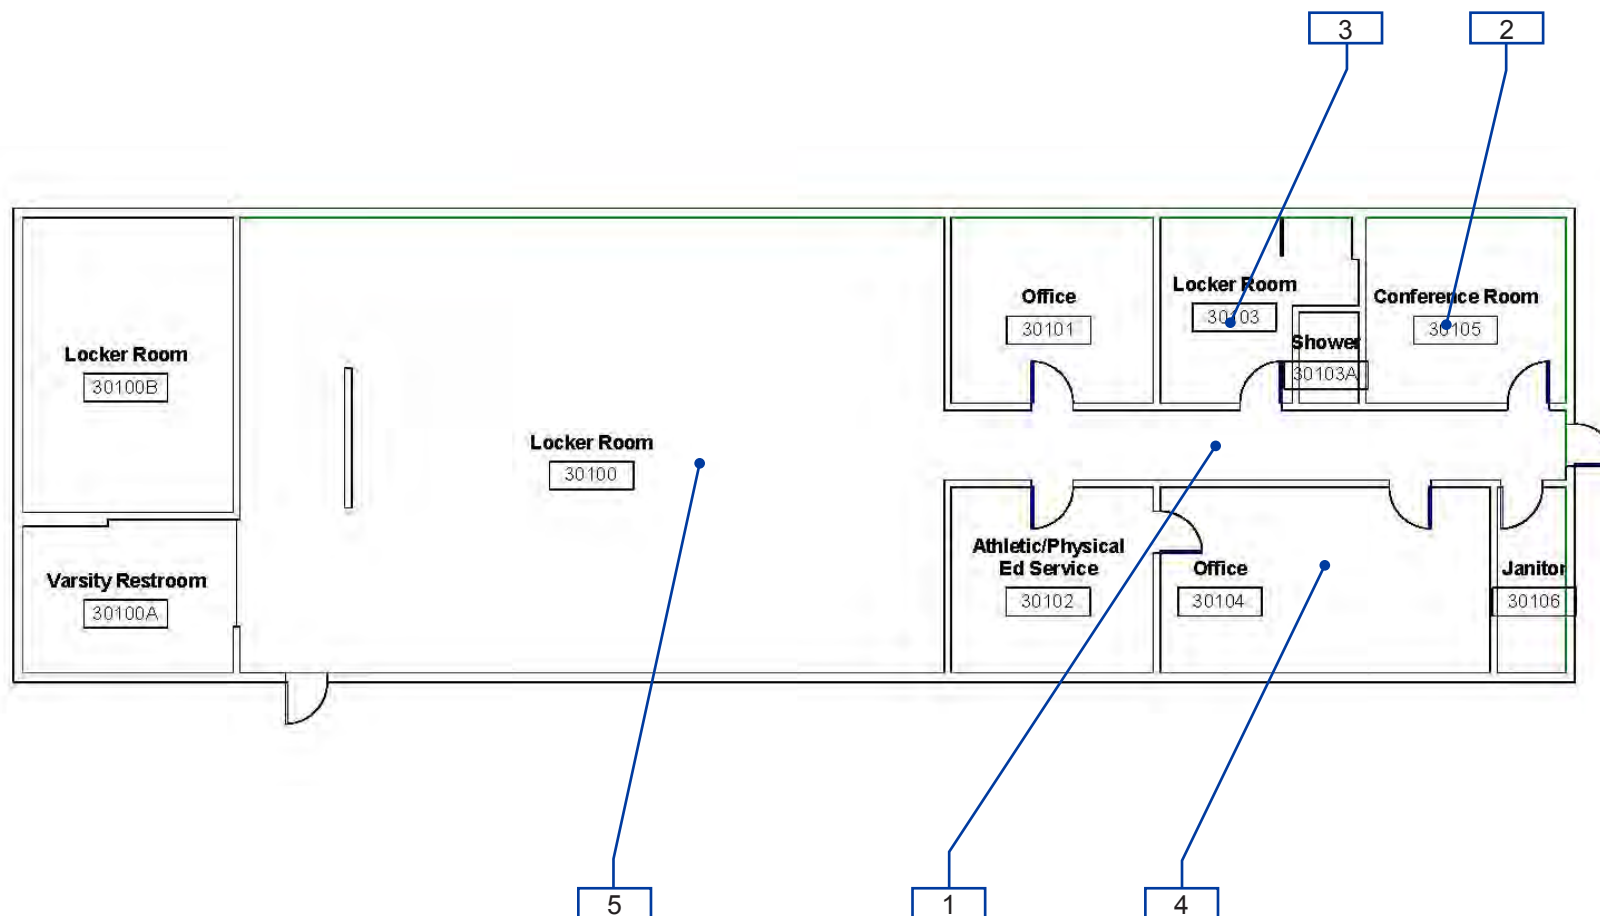 3
2
Locker Room
30100B
Varsity Restroom
30100A
Locker Room
30100
Office
30101
Locker Room
30103
Shower
30103A
Conference Room
30105
Athletic/Physical
Ed Service
30102
Office
30104
Janitor
30106
5
1
4